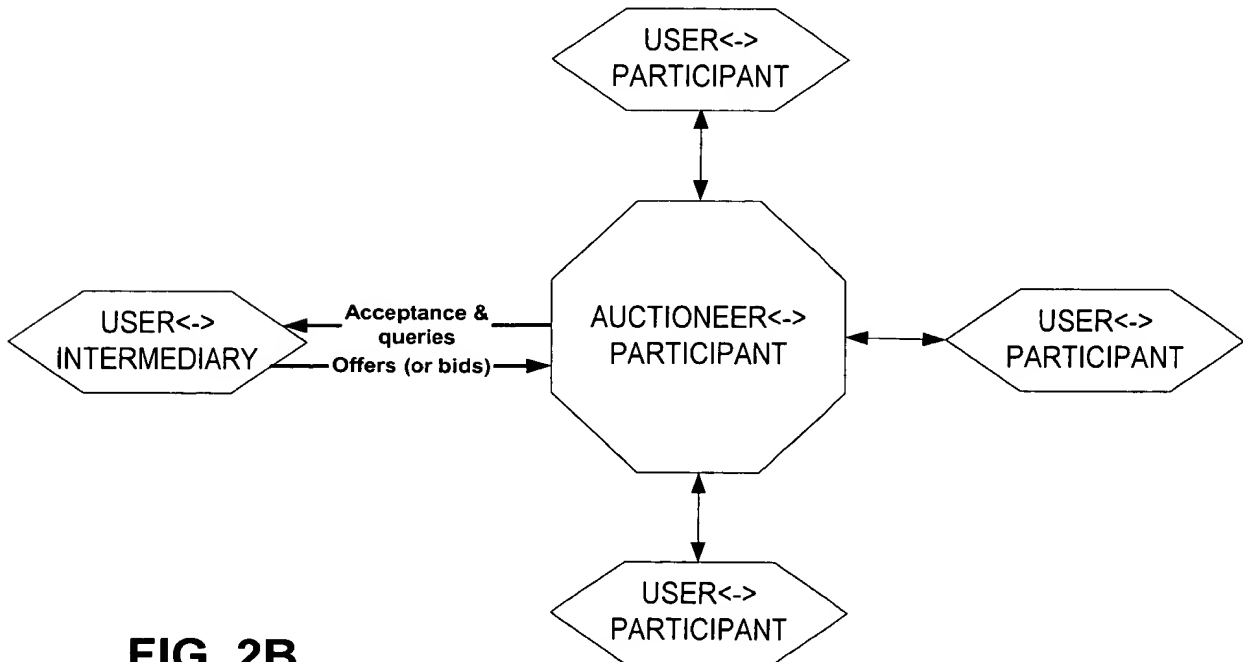 USER<->
PARTICIPANT
USER<->
INTERMEDIARY
Acceptance &
queries
Offers (or bids)
AUCTIONEER<->
PARTICIPANT
USER<->
PARTICIPANT
USER<->
PARTICIPANT
FIG. 2B